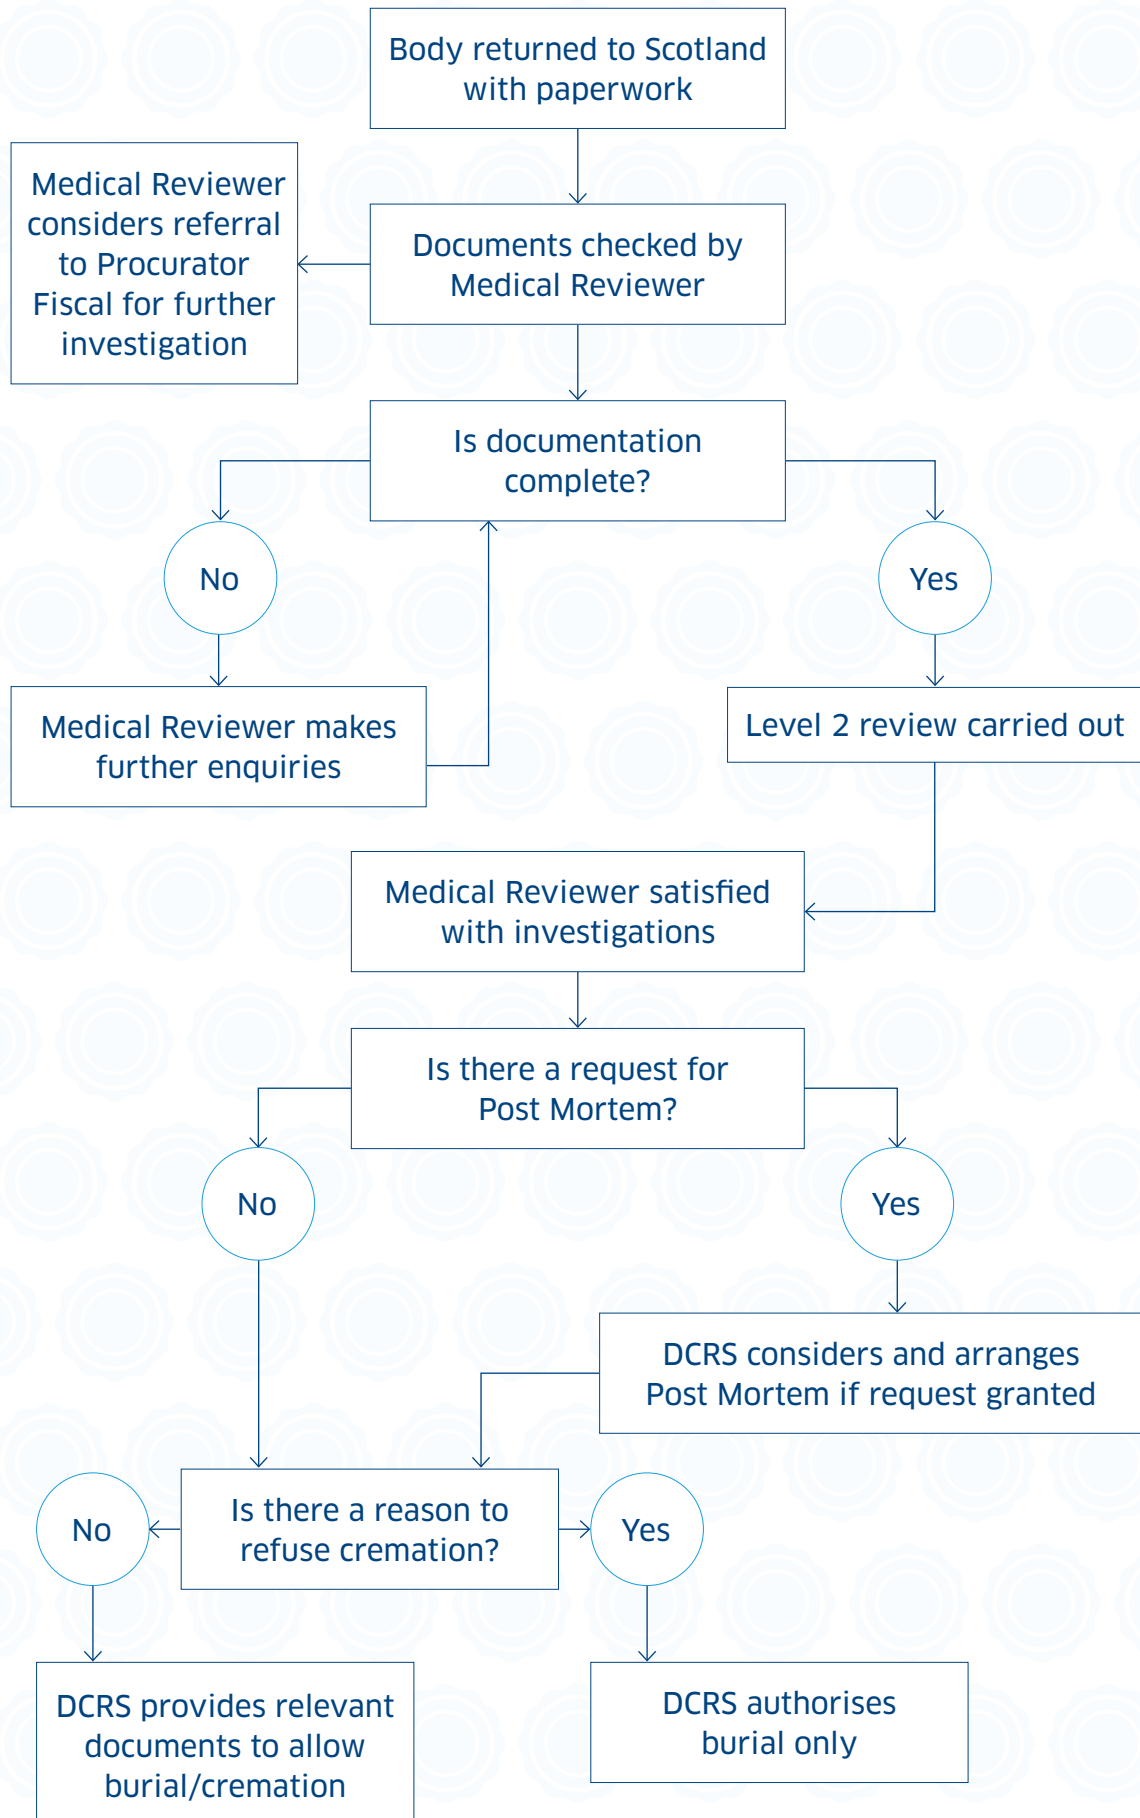 Body returned to Scotland
with paperwork
Medical Reviewer
considers referral
to Procurator
Fiscal for further
investigation
Documents checked by
Medical Reviewer
Is documentation
complete?
No
Yes
Medical Reviewer makes
further enquiries
Level 2 review carried out
Medical Reviewer satisfied
with investigations
Is there a request for
Post Mortem?
No
Yes
DCRS considers and arranges
Post Mortem if request granted
Is there a reason to
refuse cremation?
No
Yes
DCRS provides relevant
documents to allow
burial/cremation
DCRS authorises
burial only